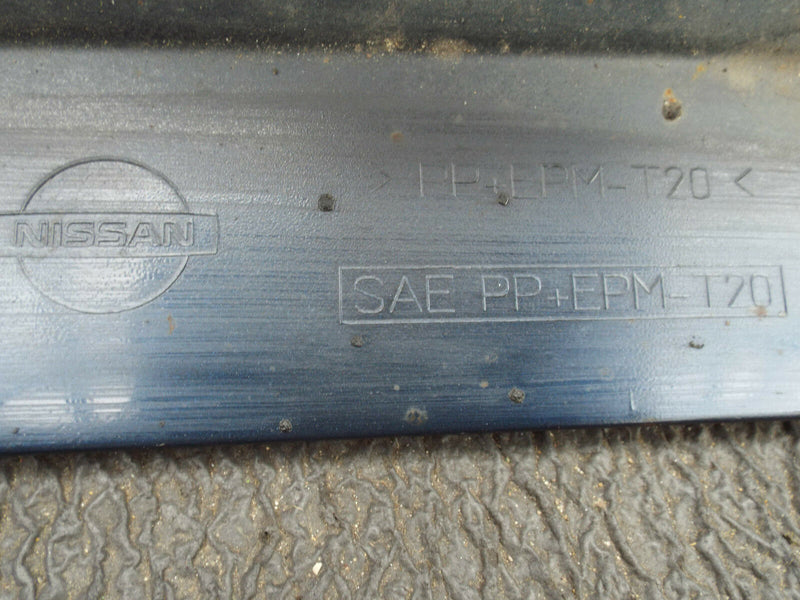 NISSAN
> PP+EPM-T20 <
SAE PP+EPM-T20